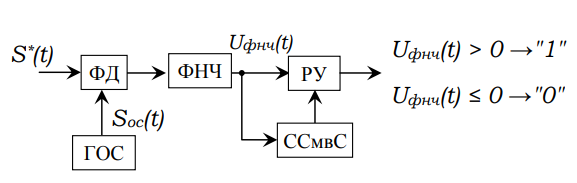 S*(t)
ФД
ФНЧ
Uфнч(t)
РУ
Uфнч(t) > 0 →"1"
Uфнч(t) ≤ 0 →"0"
Sос(t)
ГОС
ССмвС